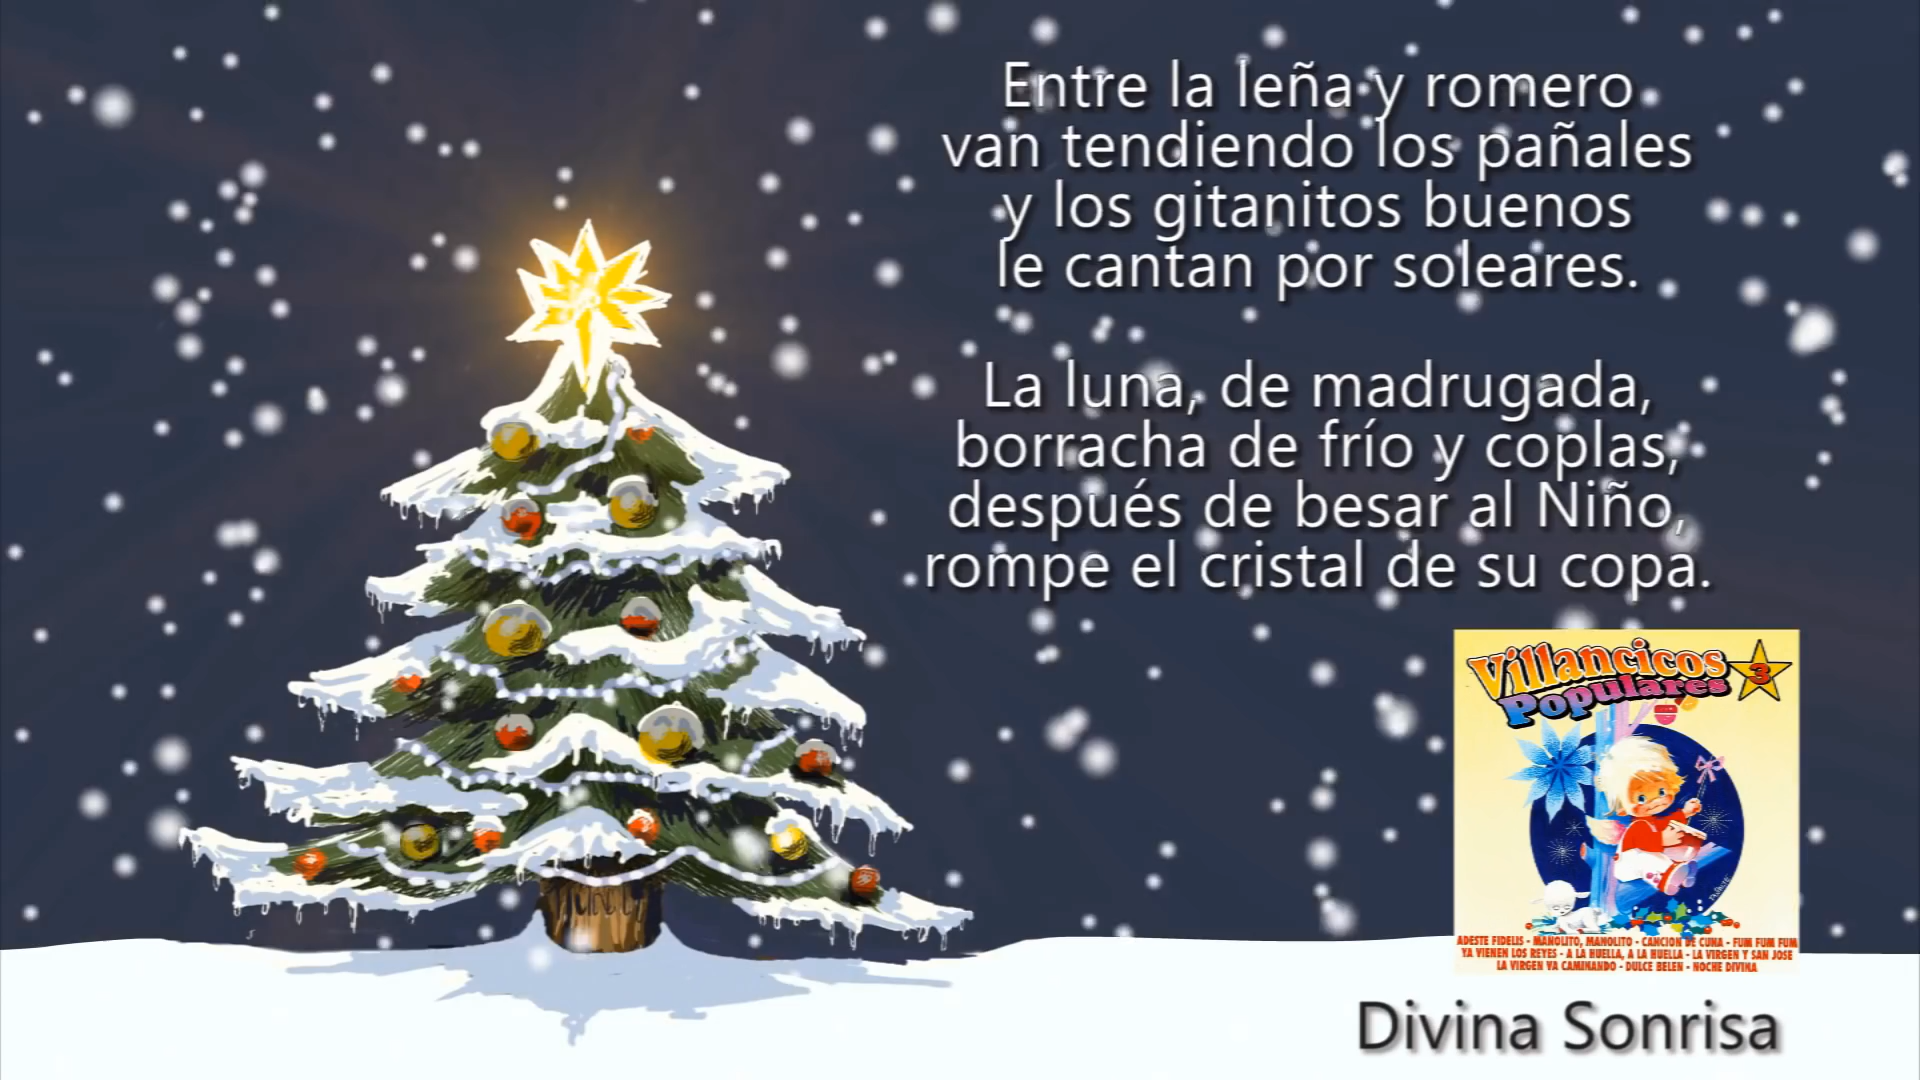 Entre la leña y romero
van tendiendo los pañales
y los gitanitos buenos
le cantan por soleares.
La luna, de madrugada,
borracha de frío y coplas,
después de besar al Niño,
rompe el cristal de su copa.
Villancicos
Populares
3
ADESTE FIDELIS - MANOLITO, MANOLITO - CANCION DE CUNA - FUM FUM FUM
YA VIENEN LOS REYES - A LA HUELLA, A LA HUELLA - LA VIRGEN Y SAN JOSE
LA VIRGEN VA CAMINANDO - DULCE BELEN - NOCHE DIVINA
Divina Sonrisa